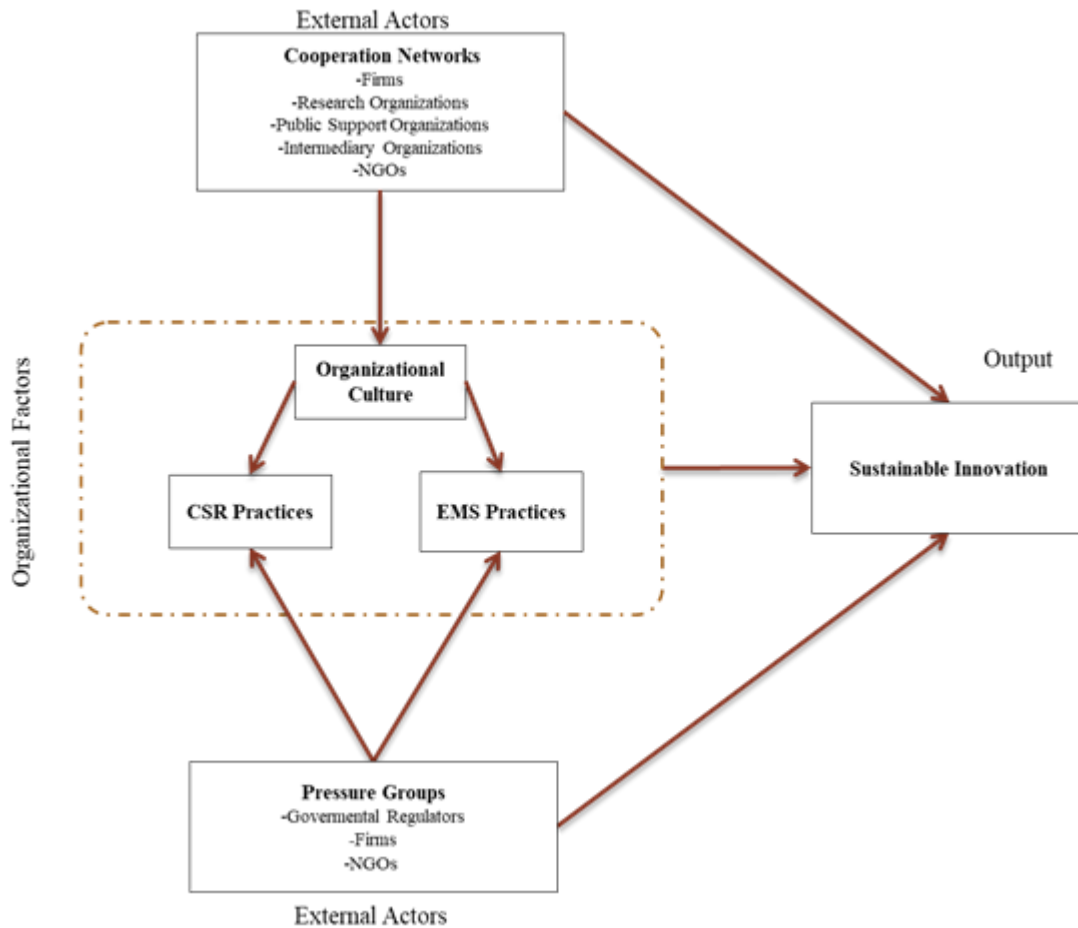 External Actors
Cooperation Networks
-Firms
-Research Organizations
-Public Support Organizations
-Intermediary Organizations
-NGOs
Organizational Factors
Organizational
Culture
CSR Practices
EMS Practices
Output
Sustainable Innovation
Pressure Groups
-Govermental Regulators
-Firms
-NGOs
External Actors